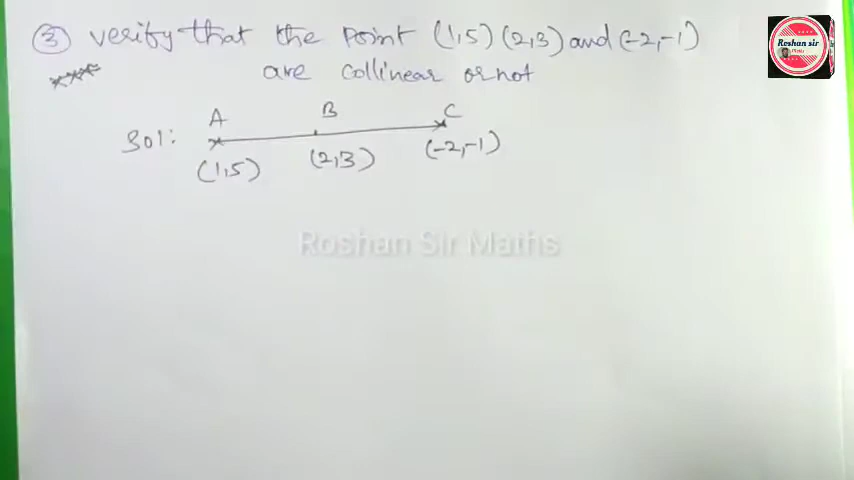 ③ verify that the point (1,5) (2,3) and (-2,-1)
are collinear or not
Roshan sir
Maths
A B C
Sol:
(1,5) (2,3) (-2,-1)
Roshan Sir Maths